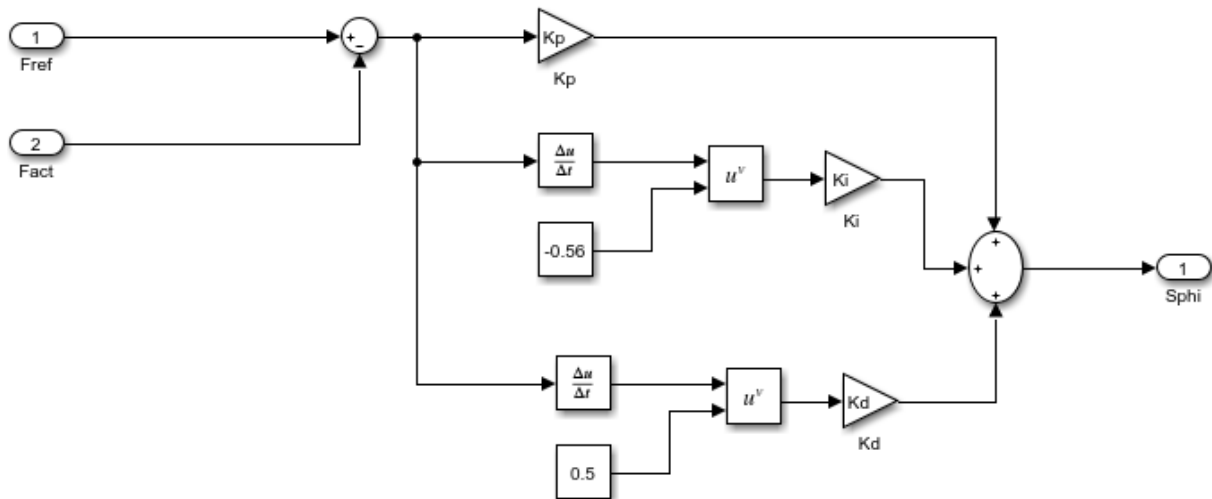 1
Fref
+
−
Kp
Kp
2
Fact
Δu
Δt
u^v
Ki
Ki
-0.56
+
+
+
1
Sphi
Δu
Δt
u^v
Kd
Kd
0.5